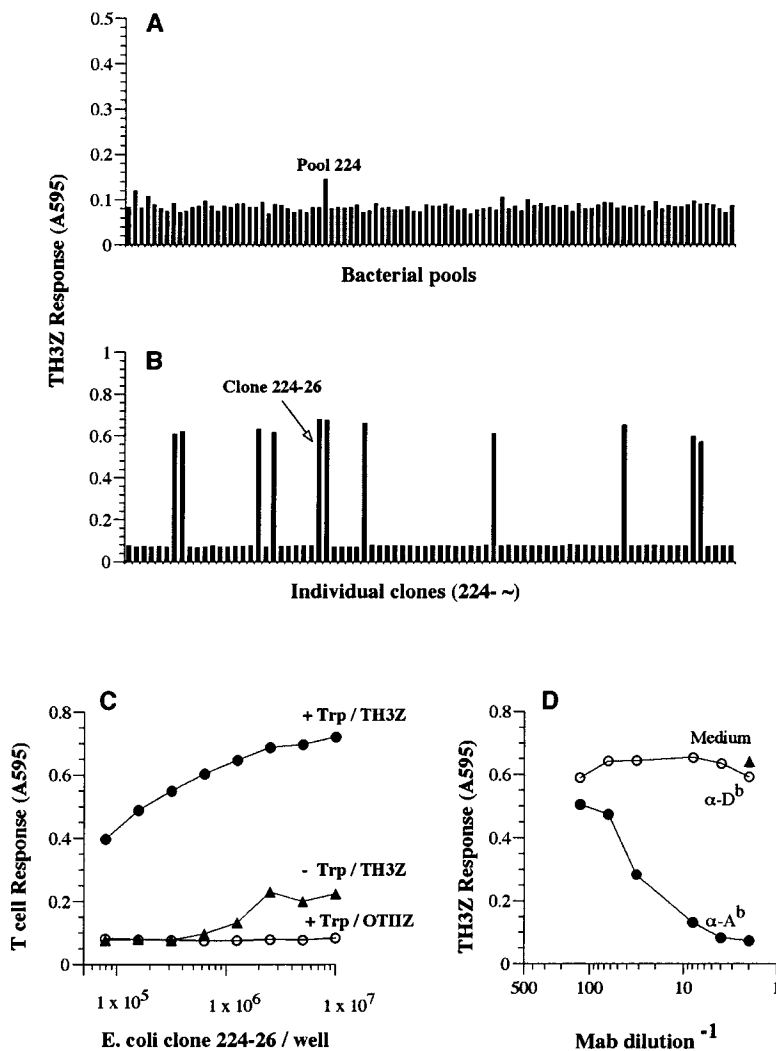 A
0.5
0.4
0.3
0.2
0.1
0
Pool 224
Bacterial pools
TH3Z Response (A595)
B
1
0.8
0.6
0.4
0.2
0
Clone 224-26
Individual clones (224- ~)
C
0.8
0.6
0.4
0.2
0
T cell Response (A595)
+ Trp / TH3Z
- Trp / TH3Z
+ Trp / OTIIZ
1 x 10^5
1 x 10^6
1 x 10^7
E. coli clone 224-26 / well
D
0.8
0.6
0.45
0.3
0.15
0
TH3Z Response (A595)
Medium
α-D^b
α-A^b
500
100
10
1
Mab dilution ^-1